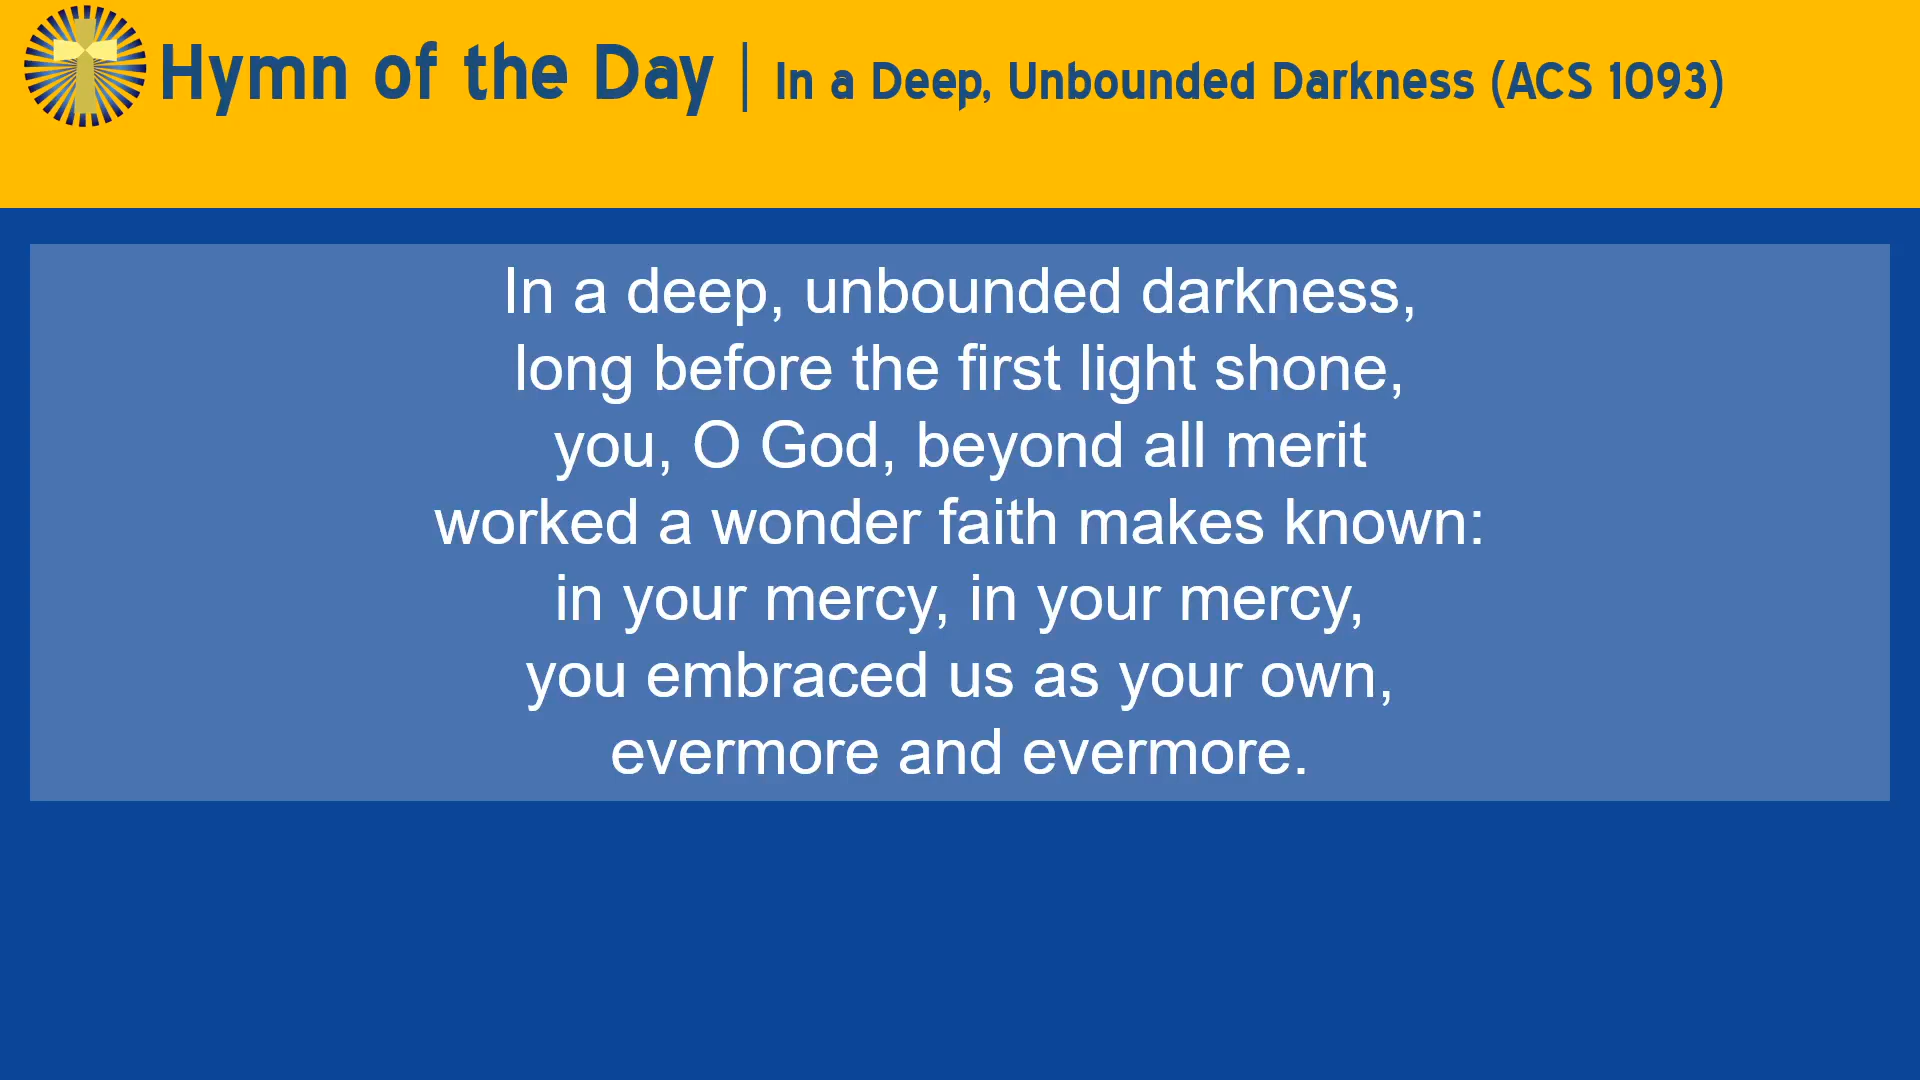 Hymn of the Day | In a Deep, Unbounded Darkness (ACS 1093)
In a deep, unbounded darkness,
long before the first light shone,
you, O God, beyond all merit
worked a wonder faith makes known:
in your mercy, in your mercy,
you embraced us as your own,
evermore and evermore.